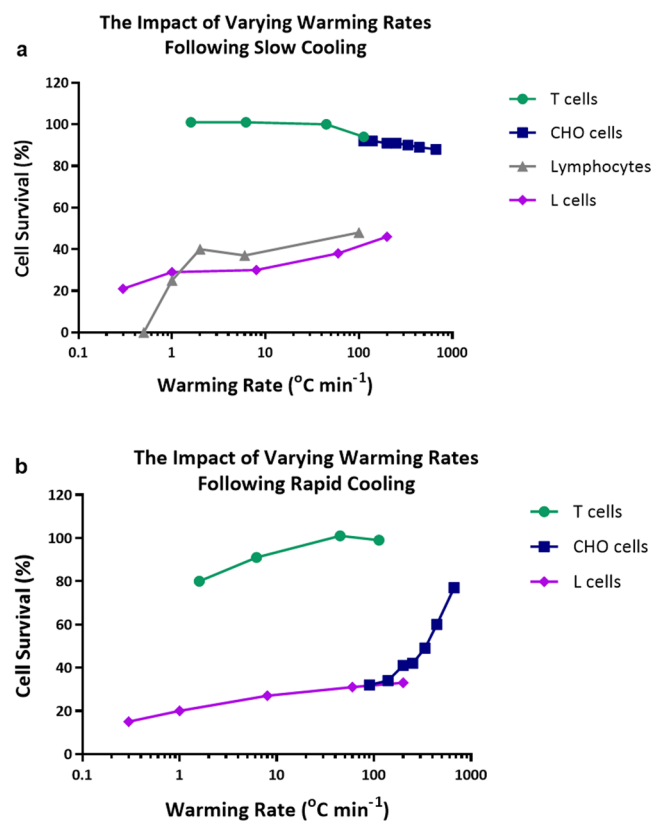 The Impact of Varying Warming Rates
Following Slow Cooling
a
120
100
80
60
40
20
0
Cell Survival (%)
0.1 1 10 100 1000
Warming Rate (°C min⁻¹)
T cells
CHO cells
Lymphocytes
L cells
b
The Impact of Varying Warming Rates
Following Rapid Cooling
120
100
80
60
40
20
0
Cell Survival (%)
0.1 1 10 100 1000
Warming Rate (°C min⁻¹)
T cells
CHO cells
L cells